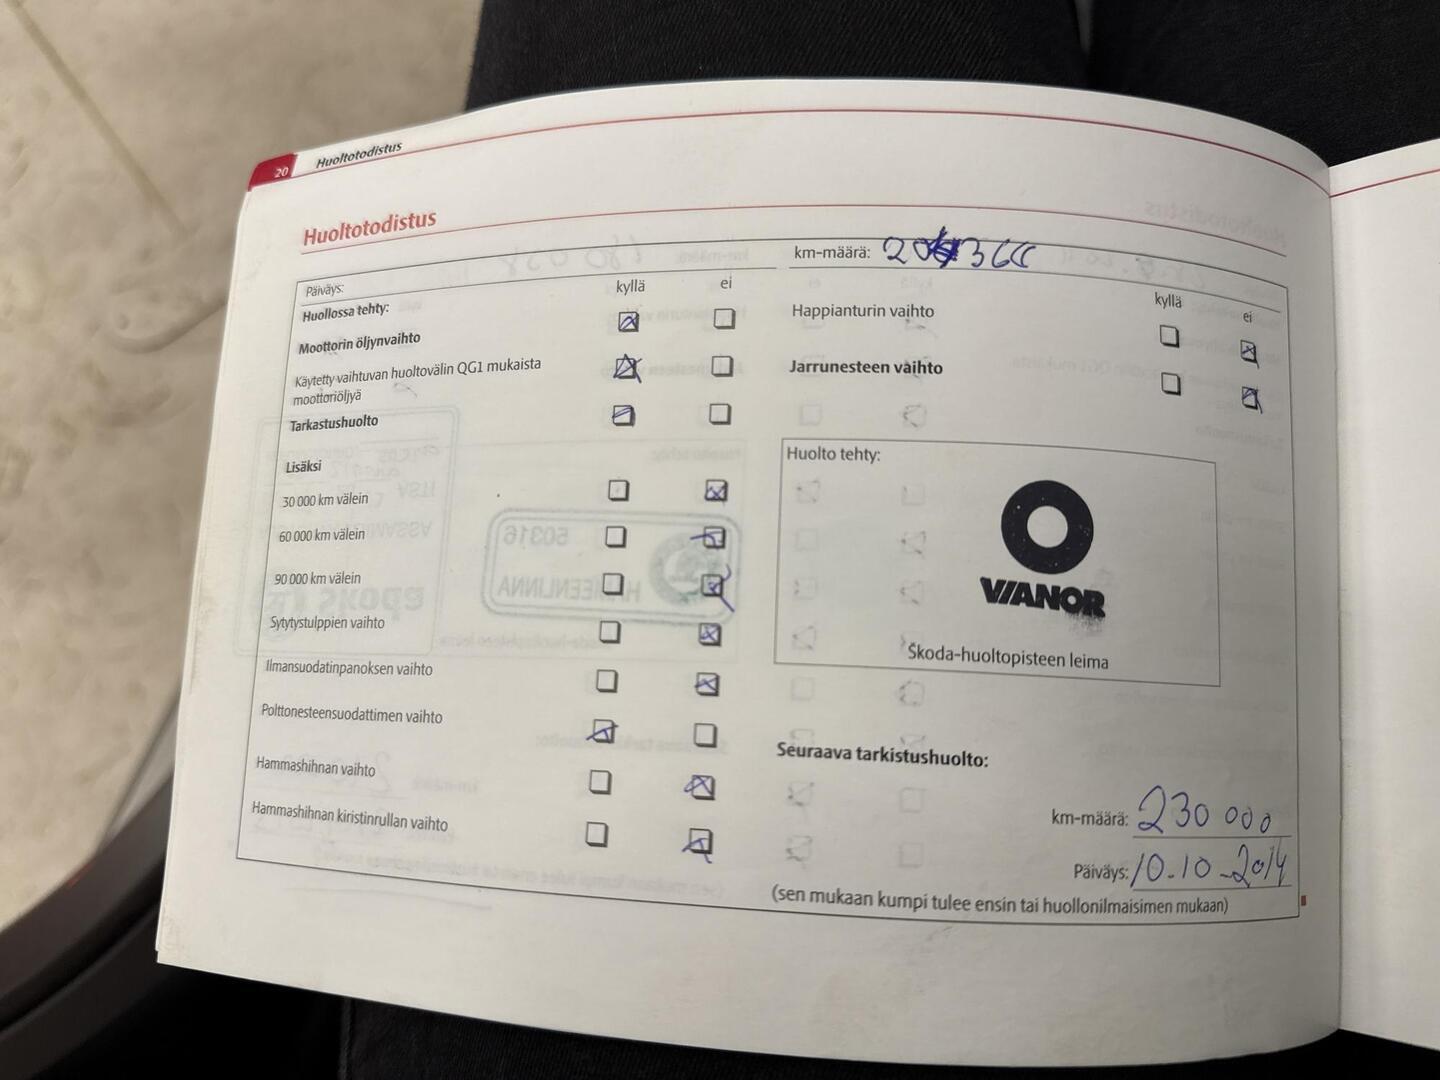 20 Huoltotodistus
Huoltotodistus
Päiväys:
km-määrä:
Huollossa tehty: kyllä ei
Moottorin öljynvaihto
Käytetty vaihtuvan huoltovälin QG1 mukaista
moottoriöljyä
Tarkastushuolto
Lisäksi
30 000 km välein
60 000 km välein
90 000 km välein
Sytytystulppien vaihto
Ilmansuodatinpanoksen vaihto
Polttonesteensuodattimen vaihto
Hammashihnan vaihto
Hammashihnan kiristinrullan vaihto
kyllä ei
Happianturin vaihto
Jarrunesteen vaihto
Huolto tehty:
VIANOR
Škoda-huoltopisteen leima
Seuraava tarkistushuolto:
km-määrä: 230 000
Päiväys: 10.10.2014
(sen mukaan kumpi tulee ensin tai huollonilmaisimen mukaan)